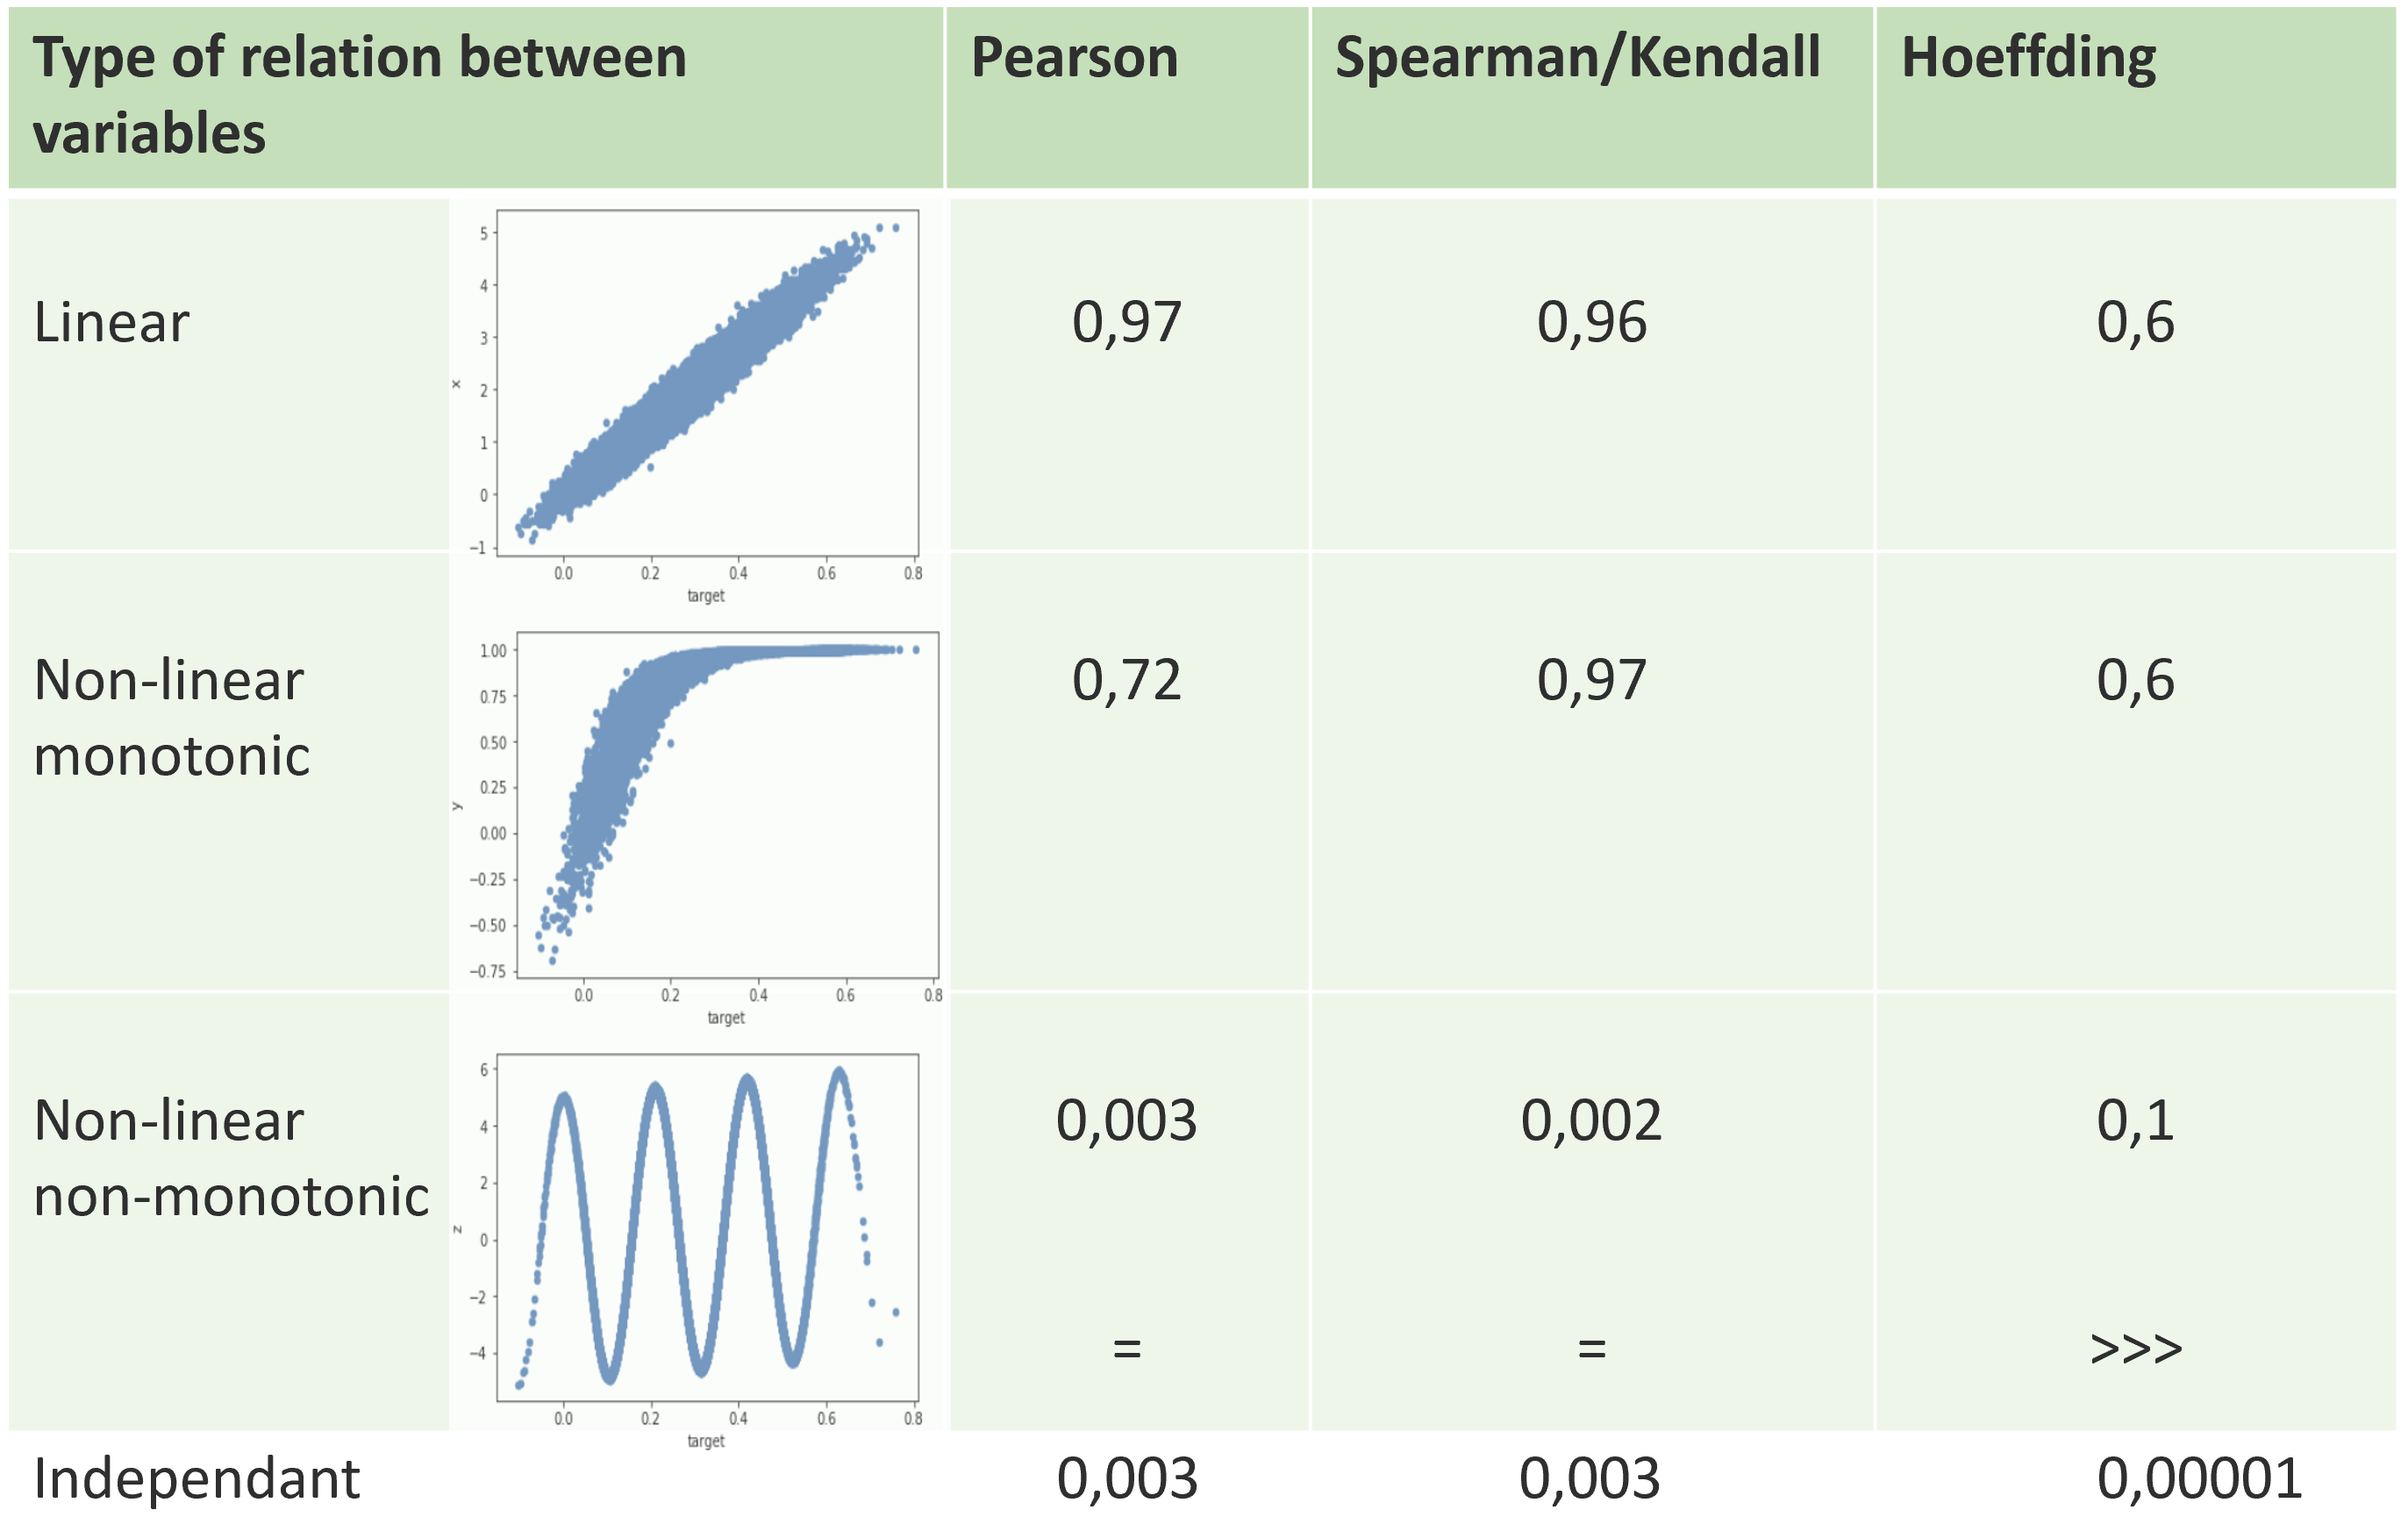 Type of relation between variables
Pearson
Spearman/Kendall
Hoeffding
Linear
5
4
3
2
1
0
−1
x
0.0 0.2 0.4 0.6 0.8
target
0,97
0,96
0,6
Non-linear
monotonic
1.00
0.75
0.50
0.25
0.00
−0.25
−0.50
−0.75
y
0.0 0.2 0.4 0.6 0.8
target
0,72
0,97
0,6
Non-linear
non-monotonic
6
4
2
0
−2
−4
z
0.0 0.2 0.4 0.6 0.8
target
0,003
0,002
0,1
=
=
>>>
Independant
0,003
0,003
0,00001